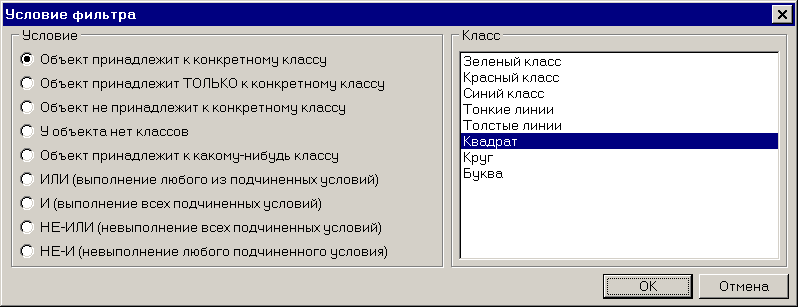 Условие фильтра
Условие
Объект принадлежит к конкретному классу
Объект принадлежит ТОЛЬКО к конкретному классу
Объект не принадлежит к конкретному классу
У объекта нет классов
Объект принадлежит к какому-нибудь классу
ИЛИ (выполнение любого из подчиненных условий)
И (выполнение всех подчиненных условий)
НЕ-ИЛИ (невыполнение всех подчиненных условий)
НЕ-И (невыполнение любого подчиненного условия)
Класс
Зеленый класс
Красный класс
Синий класс
Тонкие линии
Толстые линии
Квадрат
Круг
Буква
OK
Отмена